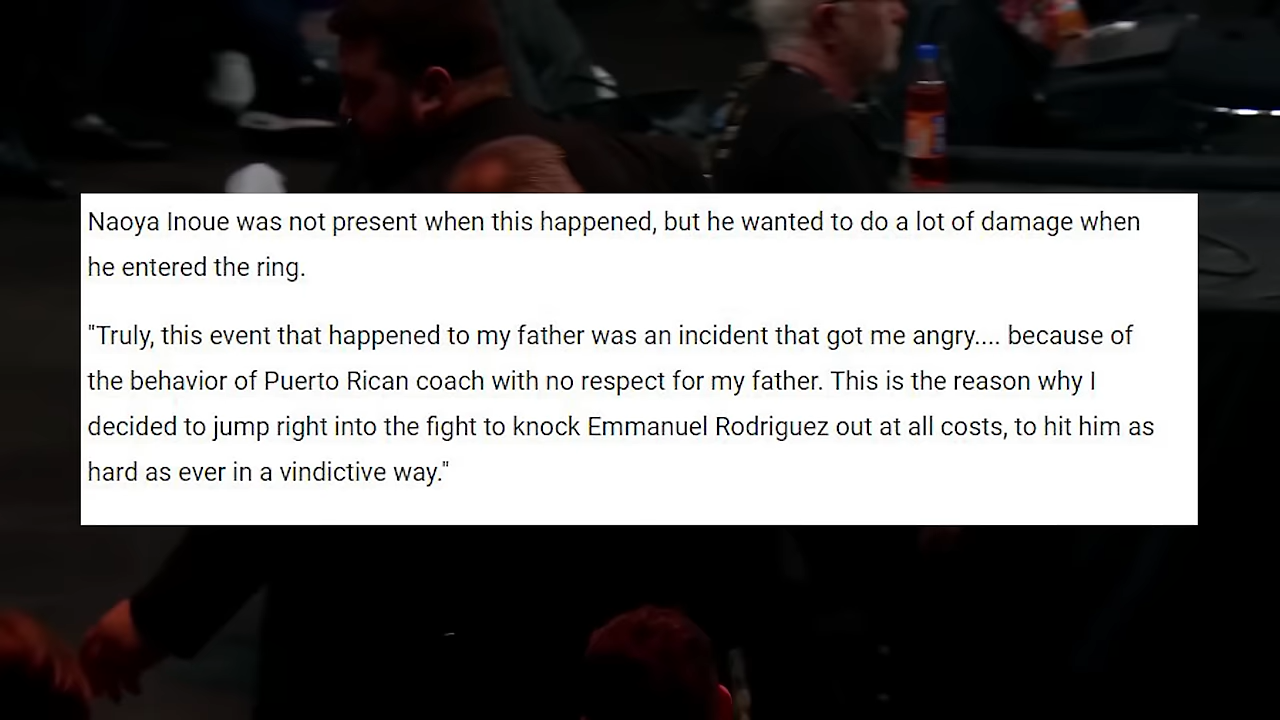 Naoya Inoue was not present when this happened, but he wanted to do a lot of damage when
he entered the ring.
"Truly, this event that happened to my father was an incident that got me angry.... because of
the behavior of Puerto Rican coach with no respect for my father. This is the reason why I
decided to jump right into the fight to knock Emmanuel Rodriguez out at all costs, to hit him as
hard as ever in a vindictive way."